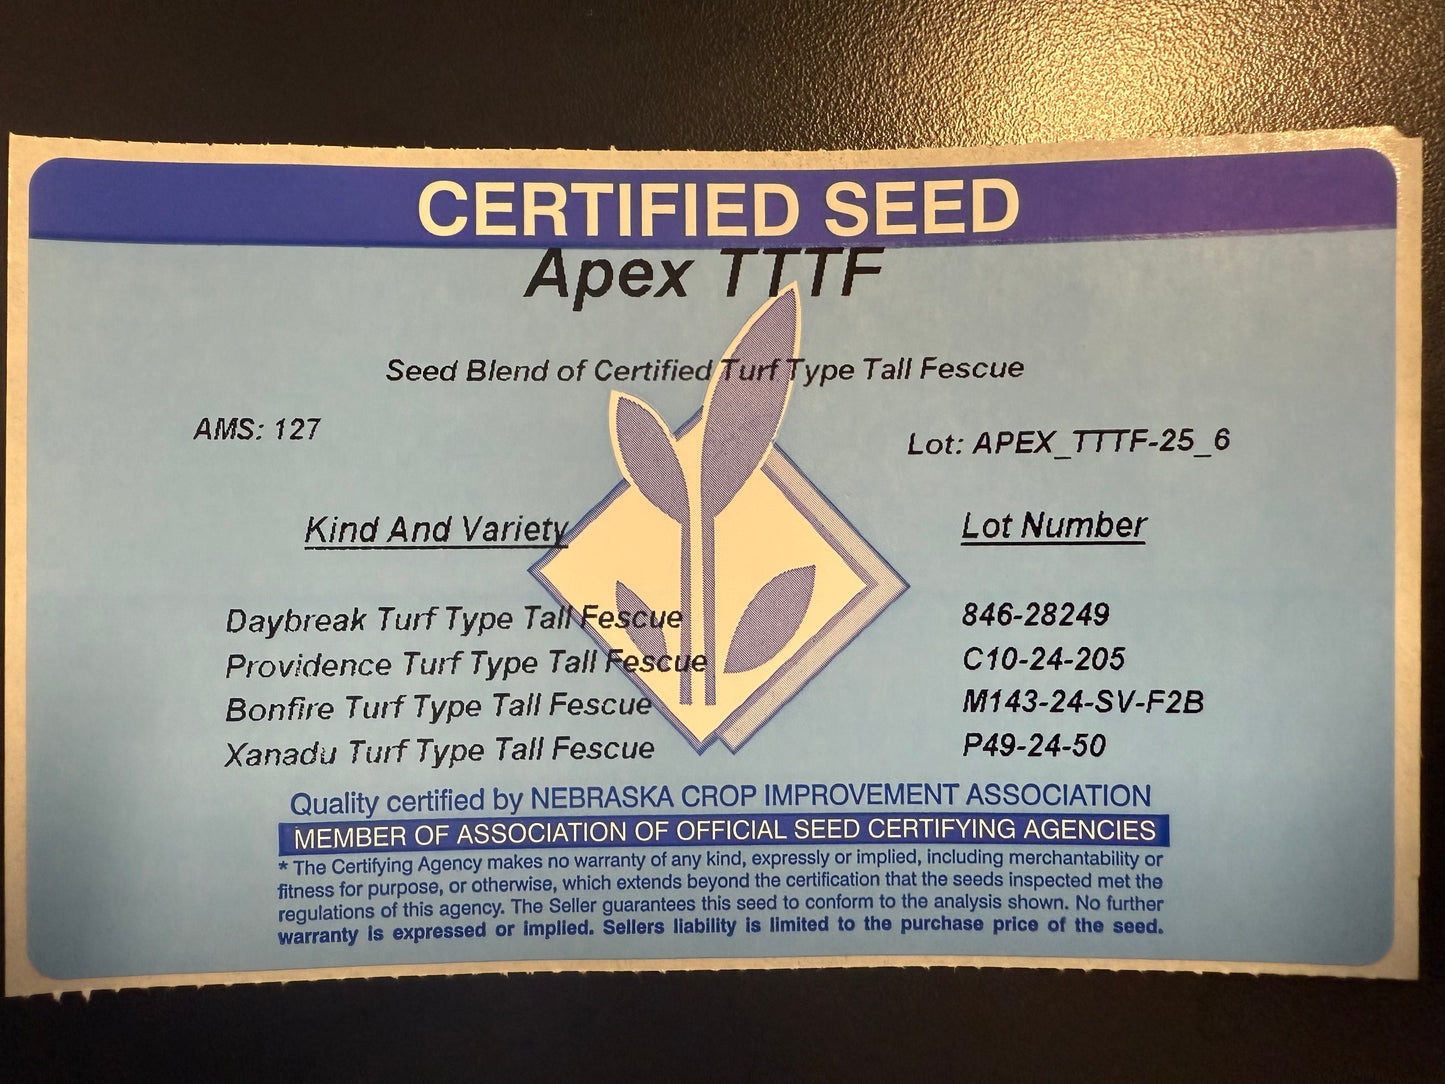 CERTIFIED SEED
Apex TTTF
Seed Blend of Certified Turf Type Tall Fescue
AMS: 127
Lot: APEX_TTTF-25_6
Kind And Variety Lot Number
Daybreak Turf Type Tall Fescue 846-28249
Providence Turf Type Tall Fescue C10-24-205
Bonfire Turf Type Tall Fescue M143-24-SV-F2B
Xanadu Turf Type Tall Fescue P49-24-50
Quality certified by NEBRASKA CROP IMPROVEMENT ASSOCIATION
MEMBER OF ASSOCIATION OF OFFICIAL SEED CERTIFYING AGENCIES
* The Certifying Agency makes no warranty of any kind, expressly or implied, including merchantability or
fitness for purpose, or otherwise, which extends beyond the certification that the seeds inspected met the
regulations of this agency. The Seller guarantees this seed to conform to the analysis shown. No further
warranty is expressed or implied. Sellers liability is limited to the purchase price of the seed.